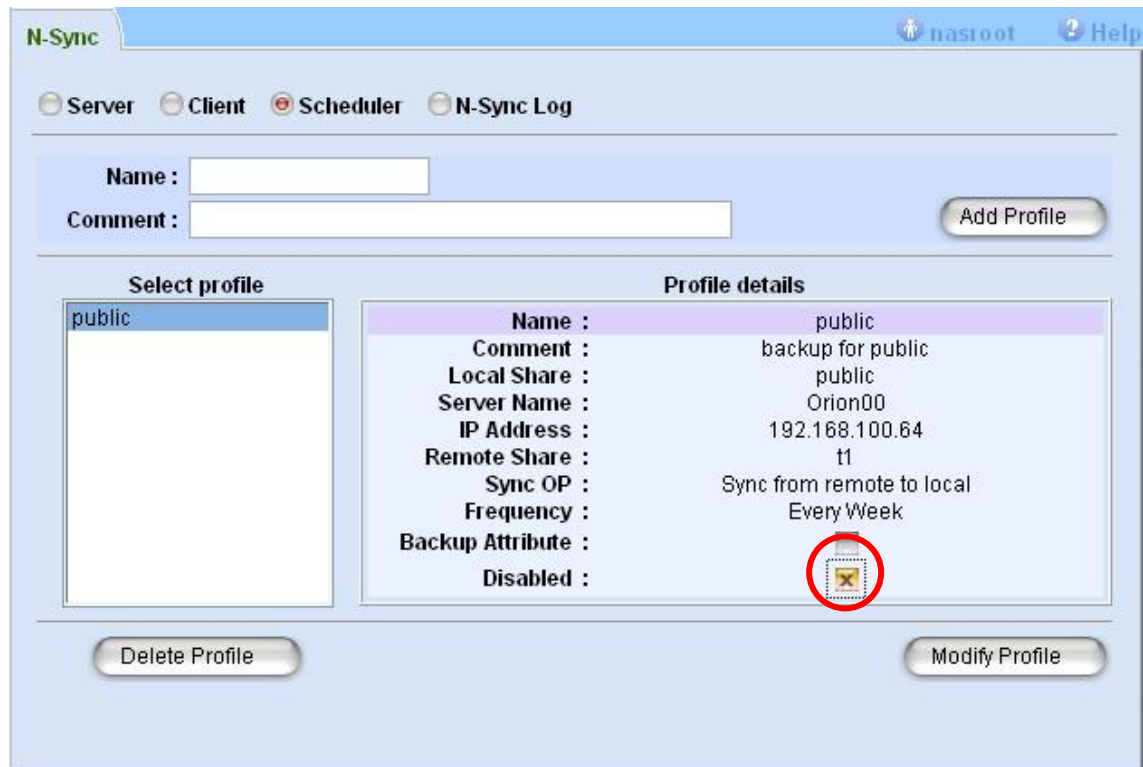 N-Sync nasroot Help
Server Client Scheduler N-Sync Log
Name :
Comment : Add Profile
Select profile Profile details
public
Name : public
Comment : backup for public
Local Share : public
Server Name : Orion00
IP Address : 192.168.100.64
Remote Share : t1
Sync OP : Sync from remote to local
Frequency : Every Week
Backup Attribute :
Disabled :
Delete Profile Modify Profile